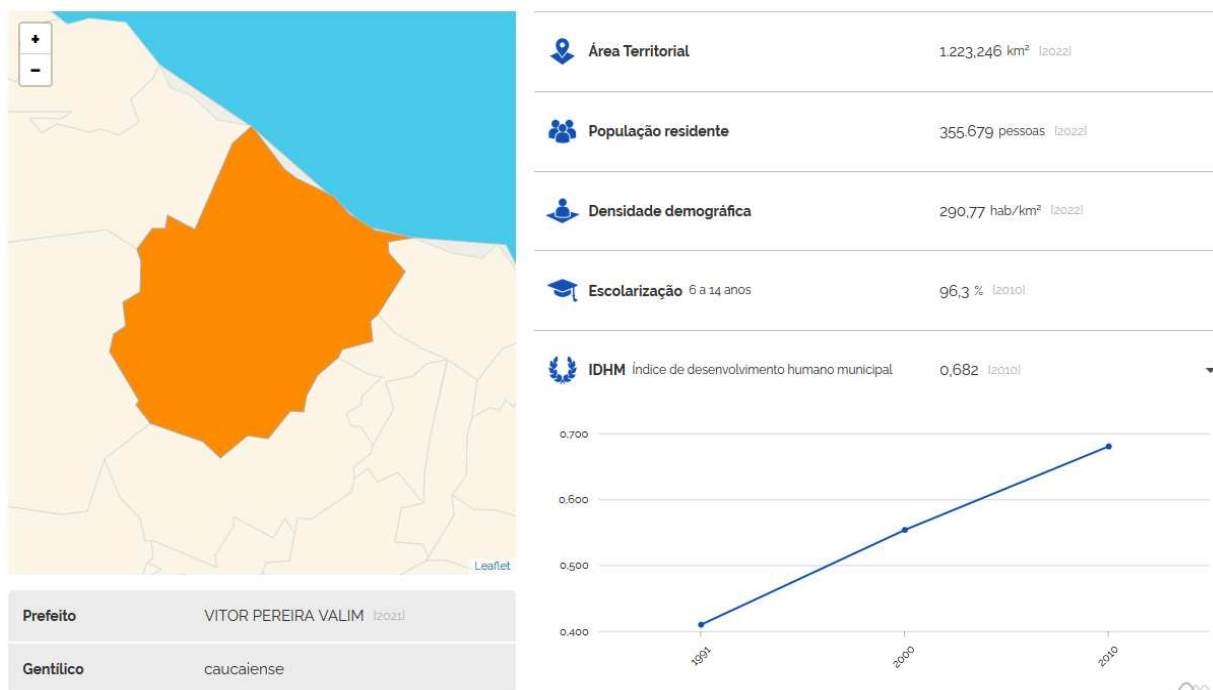 +
−
Leaflet
Prefeito VITOR PEREIRA VALIM [2021]
Gentílico caucaiense
Área Territorial 1.223,246 km² [2022]
População residente 355.679 pessoas [2022]
Densidade demográfica 290,77 hab/km² [2022]
Escolarização 6 a 14 anos 96,3 % [2010]
IDHM Índice de desenvolvimento humano municipal 0,682 [2010]
0,700
0,600
0,500
0,400
1991 2000 2010